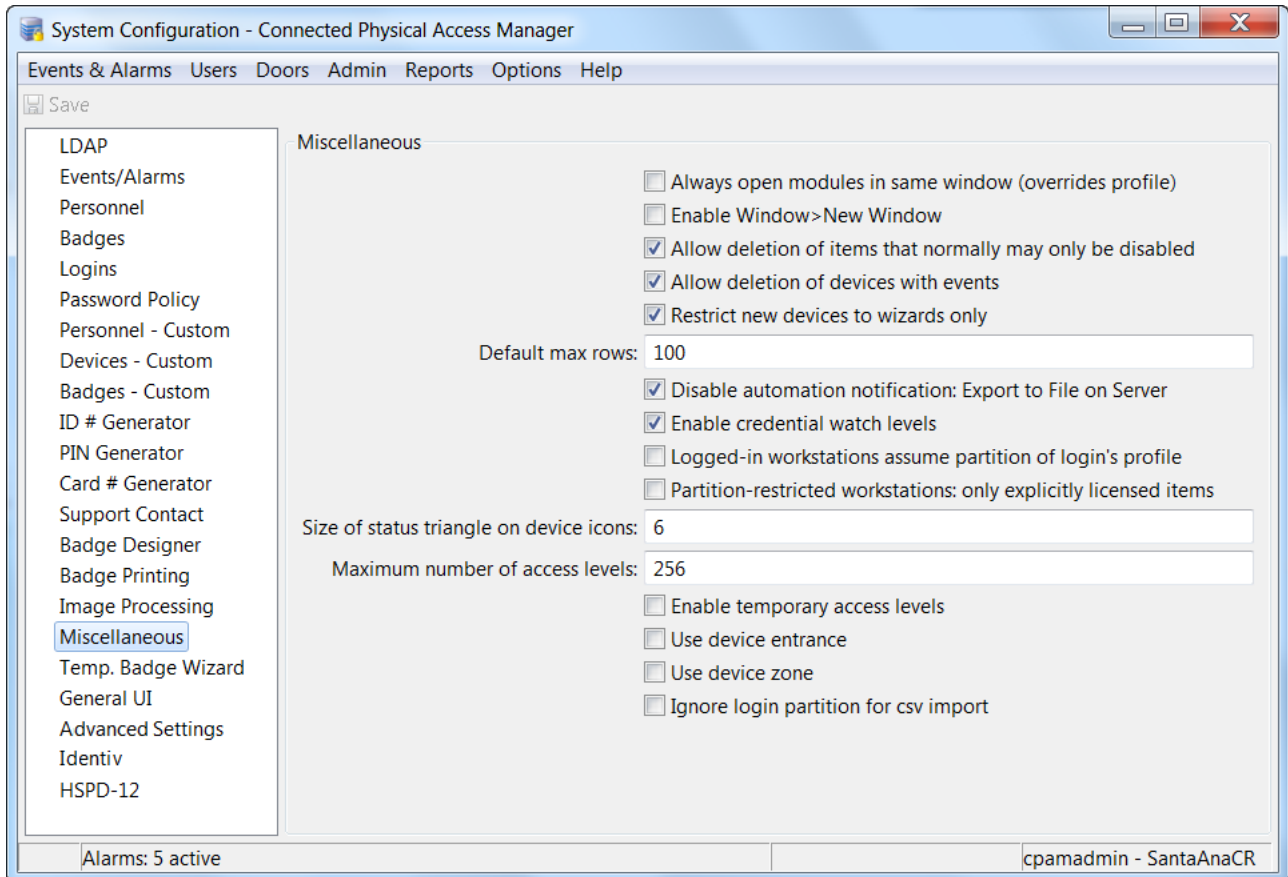 System Configuration - Connected Physical Access Manager
Events & Alarms Users Doors Admin Reports Options Help
Save
LDAP
Events/Alarms
Personnel
Badges
Logins
Password Policy
Personnel - Custom
Devices - Custom
Badges - Custom
ID # Generator
PIN Generator
Card # Generator
Support Contact
Badge Designer
Badge Printing
Image Processing
Miscellaneous
Temp. Badge Wizard
General UI
Advanced Settings
Identiv
HSPD-12
Miscellaneous
Always open modules in same window (overrides profile)
Enable Window>New Window
Allow deletion of items that normally may only be disabled
Allow deletion of devices with events
Restrict new devices to wizards only
Default max rows: 100
Disable automation notification: Export to File on Server
Enable credential watch levels
Logged-in workstations assume partition of login's profile
Partition-restricted workstations: only explicitly licensed items
Size of status triangle on device icons: 6
Maximum number of access levels: 256
Enable temporary access levels
Use device entrance
Use device zone
Ignore login partition for csv import
Alarms: 5 active
cpamadmin - SantaAnaCR